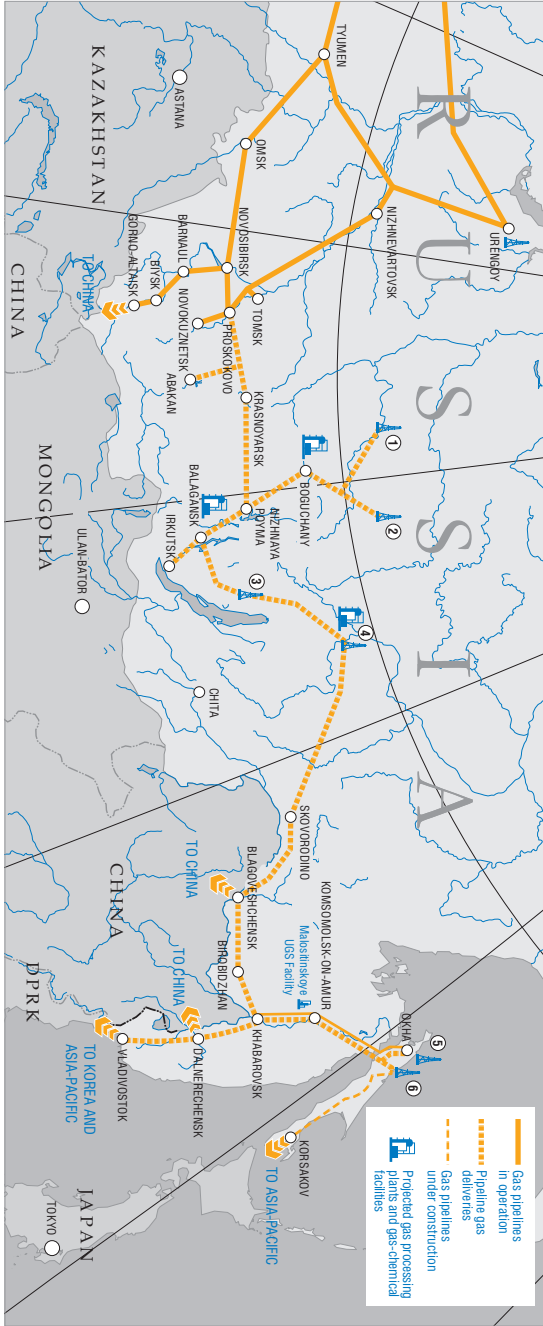 R U S S I A
TYUMEN
URENGOY
NIZHNEVARTOVSK
ASTANA
OMSK
KAZAKHSTAN
NOVOSIBIRSK
TOMSK
BARNAUL
BIYSK
GORNO-ALTAISK
NOVOKUZNETSK
PROSKOKOVO
ABAKAN
KRASNOYARSK
TO CHINA
CHINA
1
2
BOGUCHANY
NIZHNAYA
POYMA
BALAGANSK
IRKUTSK
3
4
MONGOLIA
ULAN-BATOR
CHITA
SKOVORODINO
BLAGOVESHCHENSK
TO CHINA
CHINA
BIROBIDZHAN
KOMSOMOLSK-ON-AMUR
Malositinskoye
UGS Facility
KHABAROVSK
TO CHINA
DALNERECHENSK
DPRK
VLADIVOSTOK
TO KOREA AND
ASIA-PACIFIC
OKHA
5
6
KORSAKOV
TO ASIA-PACIFIC
JAPAN
TOKYO
Gas pipelines
in operation
Pipeline gas
deliveries
Gas pipelines
under construction
Projected gas processing
plants and gas-chemical
facilities